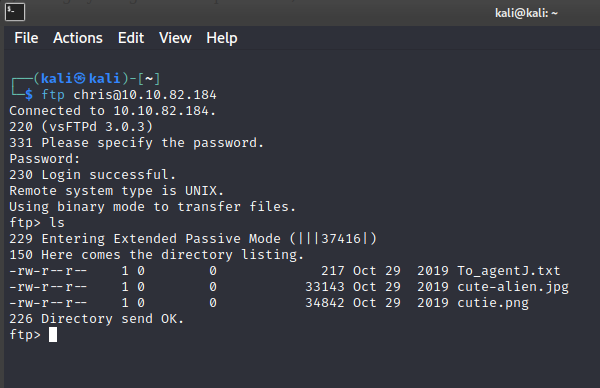 kali@kali: ~
File Actions Edit View Help
┌──(kali㉿kali)-[~]
└─$ ftp chris@10.10.82.184
Connected to 10.10.82.184.
220 (vsFTPd 3.0.3)
331 Please specify the password.
Password:
230 Login successful.
Remote system type is UNIX.
Using binary mode to transfer files.
ftp> ls
229 Entering Extended Passive Mode (|||37416|)
150 Here comes the directory listing.
-rw-r--r--    1 0        0             217 Oct 29  2019 To_agentJ.txt
-rw-r--r--    1 0        0           33143 Oct 29  2019 cute-alien.jpg
-rw-r--r--    1 0        0           34842 Oct 29  2019 cutie.png
226 Directory send OK.
ftp>